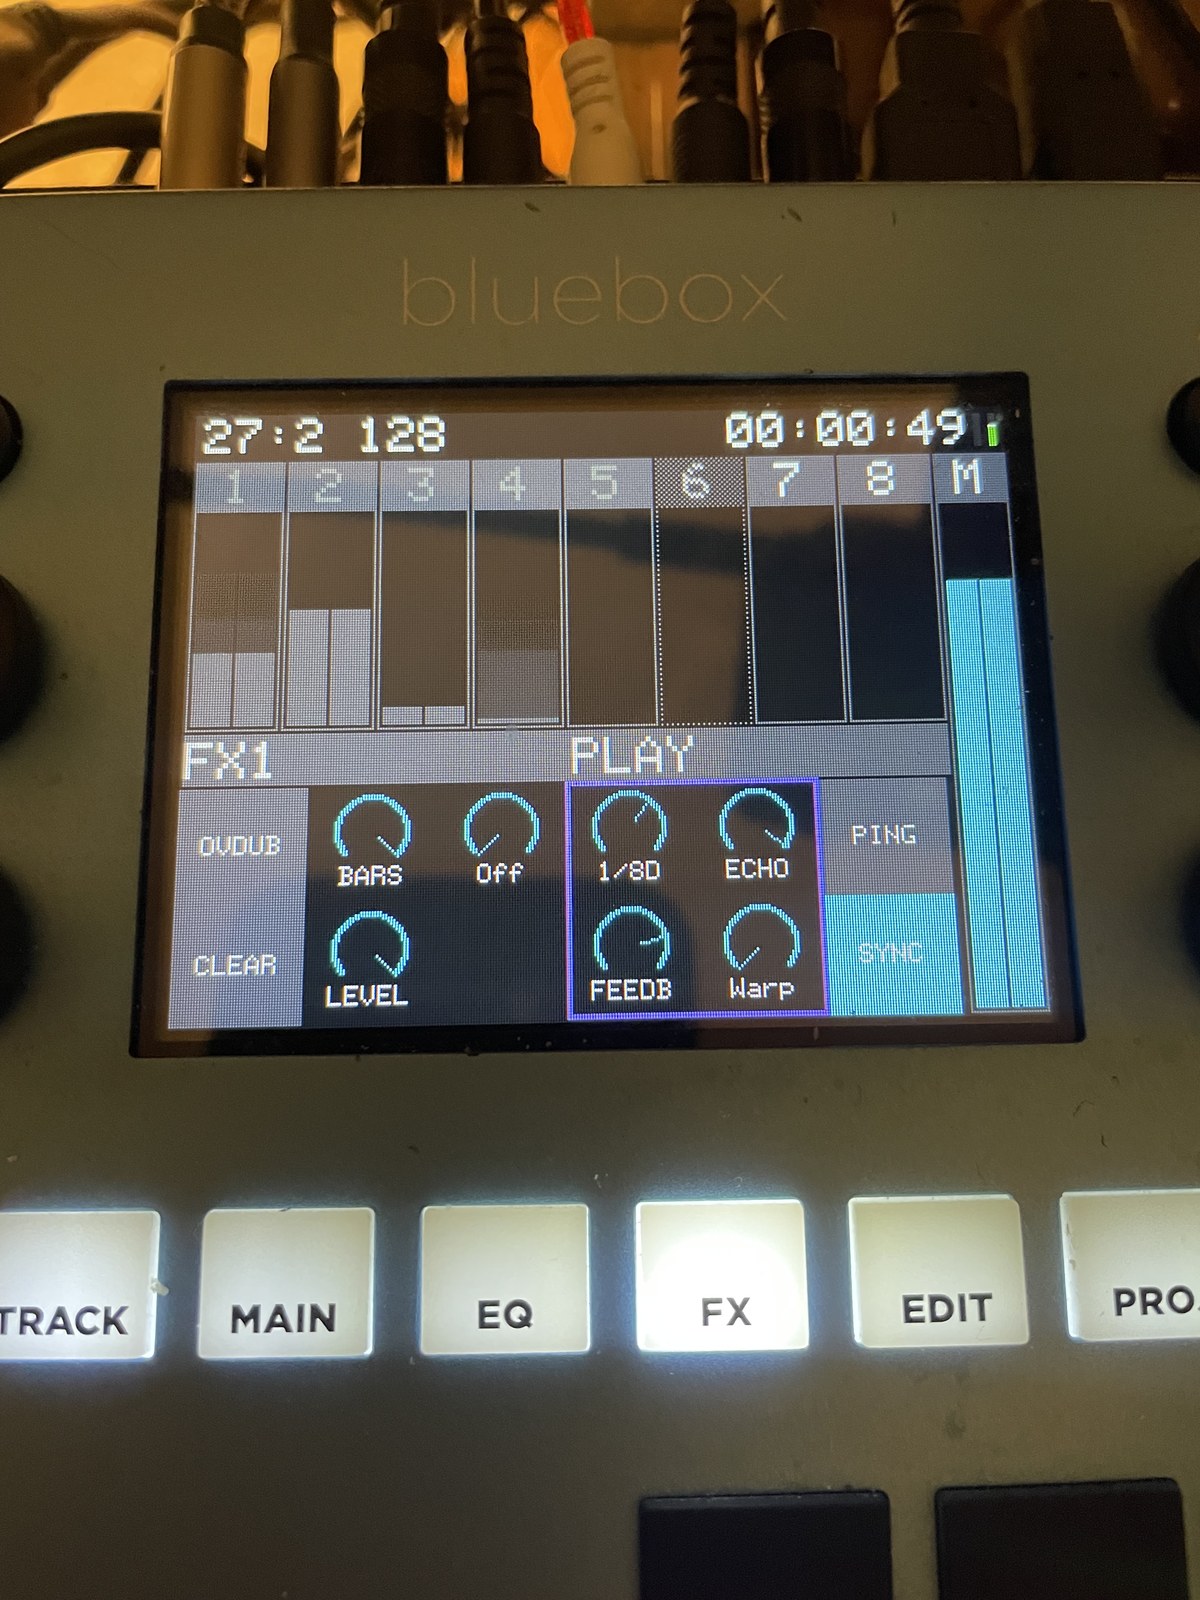 bluebox
27:2 128 00:00:49
1 2 3 4 5 6 7 8 M
FX1 PLAY
OVDUB BARS Off 1/8D ECHO PING
CLEAR LEVEL FEEDB Warp SYNC
TRACK MAIN EQ FX EDIT PRO